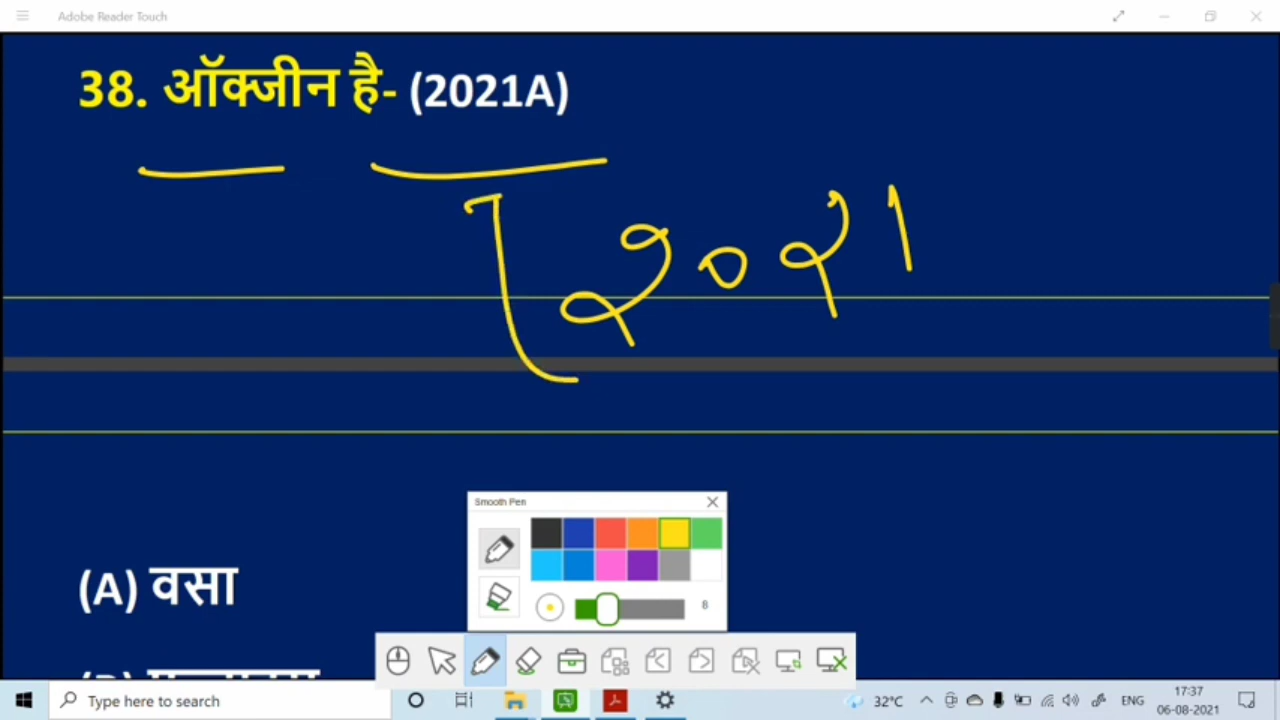 Adobe Reader Touch
38. ऑक्जीन है- (2021A)
[२०२१
Smooth Pen
8
(A) वसा
Type here to search
32°C
ENG
17:37
06-08-2021